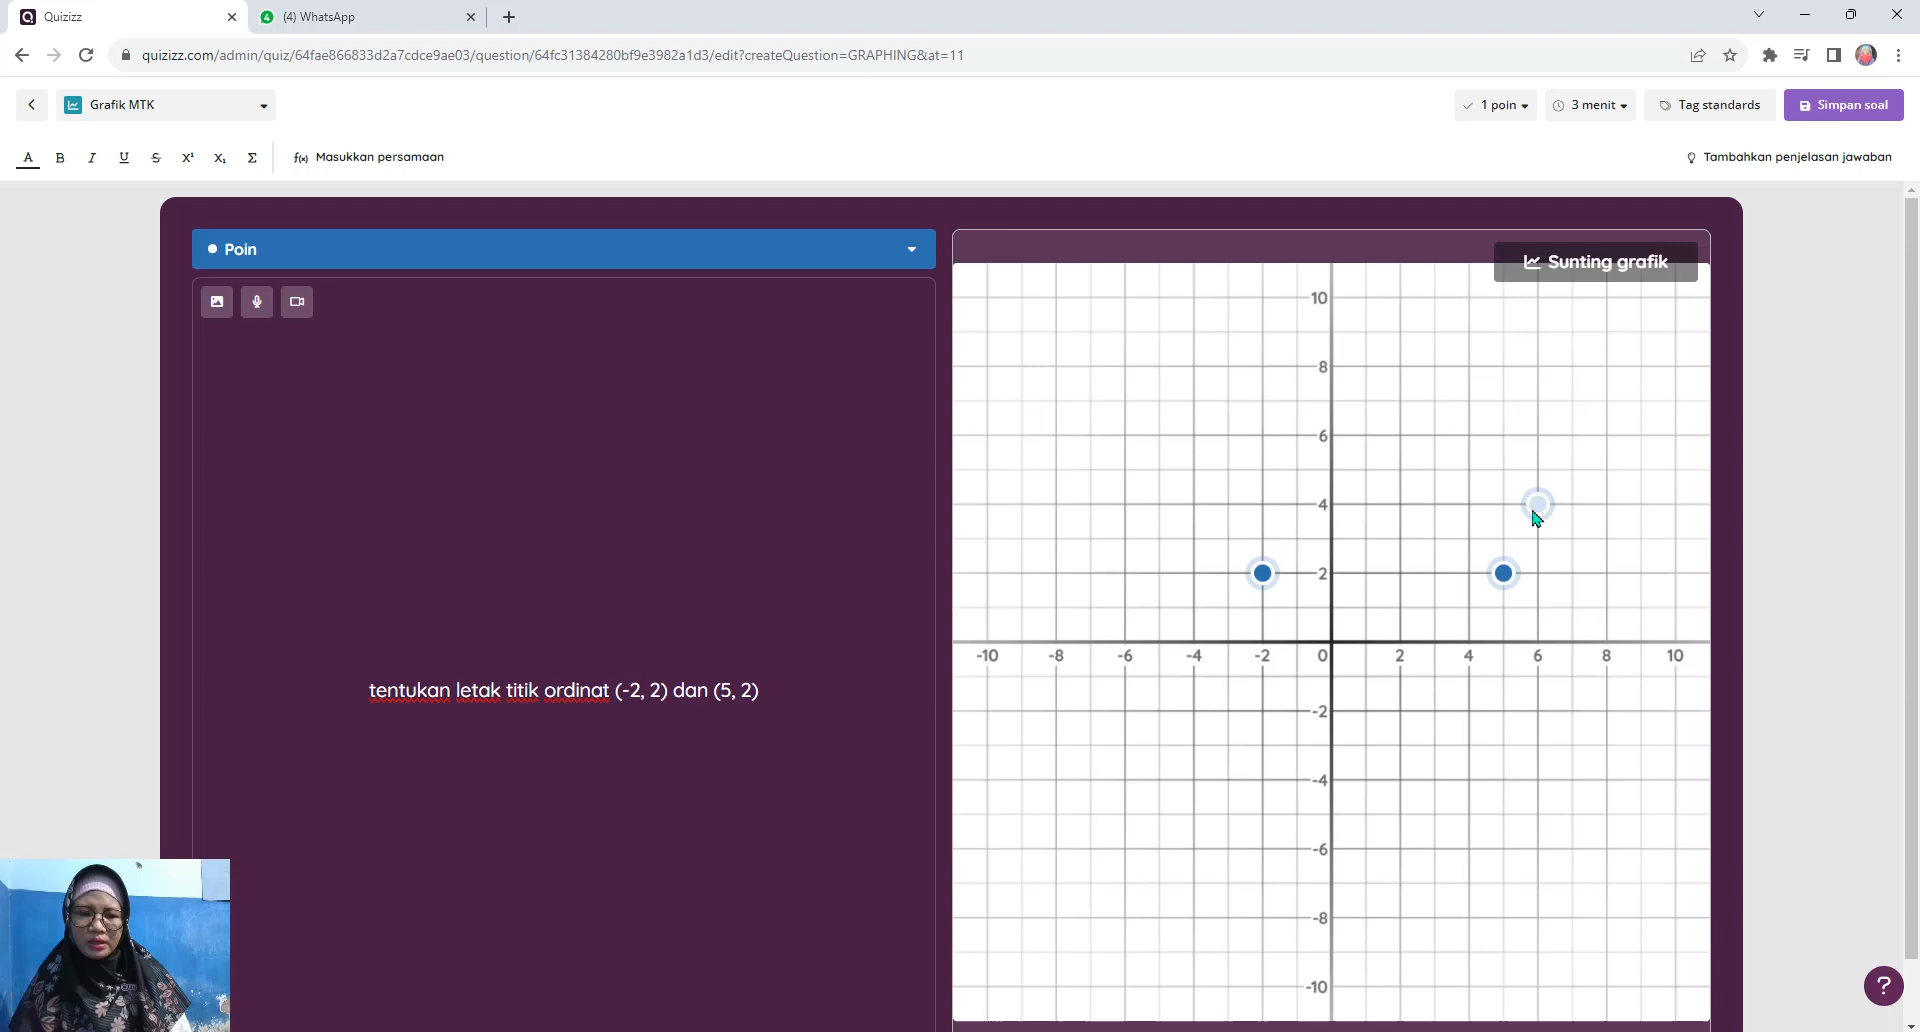 Quizizz
4 (4) WhatsApp
quizizz.com/admin/quiz/64fae866833d2a7cdce9ae03/question/64fc31384280bf9e3982a1d3/edit?createQuestion=GRAPHING&at=11
Grafik MTK
1 poin
3 menit
Tag standards
Simpan soal
A B I U S X¹ X₁ Σ
f(x) Masukkan persamaan
Tambahkan penjelasan jawaban
Poin
Sunting grafik
tentukan letak titik ordinat (-2, 2) dan (5, 2)
10
8
6
4
2
-10 -8 -6 -4 -2 0 2 4 6 8 10
-2
-4
-6
-8
-10
?